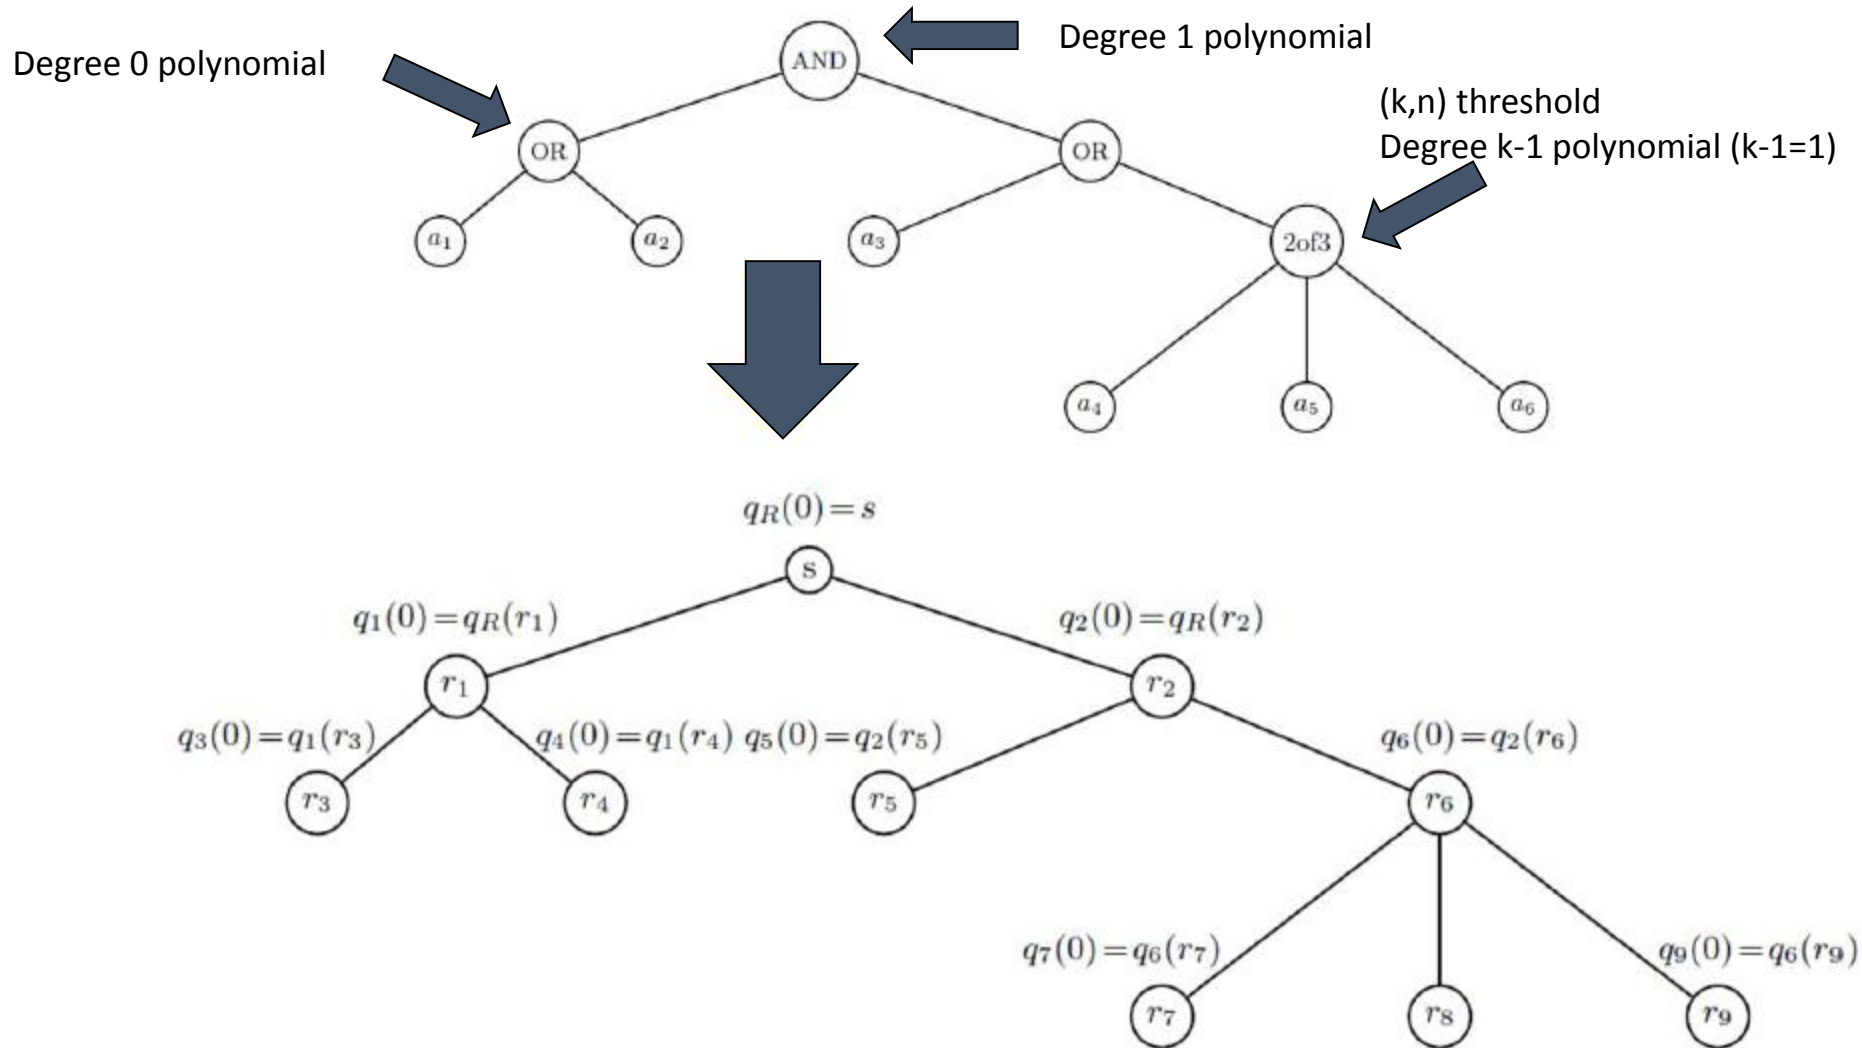 Degree 0 polynomial
AND
Degree 1 polynomial
(k,n) threshold
Degree k-1 polynomial (k-1=1)
OR
OR
a₁
a₂
a₃
2of3
a₄
a₅
a₆
q_R(0)=s
s
q₁(0)=q_R(r₁)
q₂(0)=q_R(r₂)
r₁
r₂
q₃(0)=q₁(r₃)
q₄(0)=q₁(r₄)
q₅(0)=q₂(r₅)
q₆(0)=q₂(r₆)
r₃
r₄
r₅
r₆
q₇(0)=q₆(r₇)
q₉(0)=q₆(r₉)
r₇
r₈
r₉